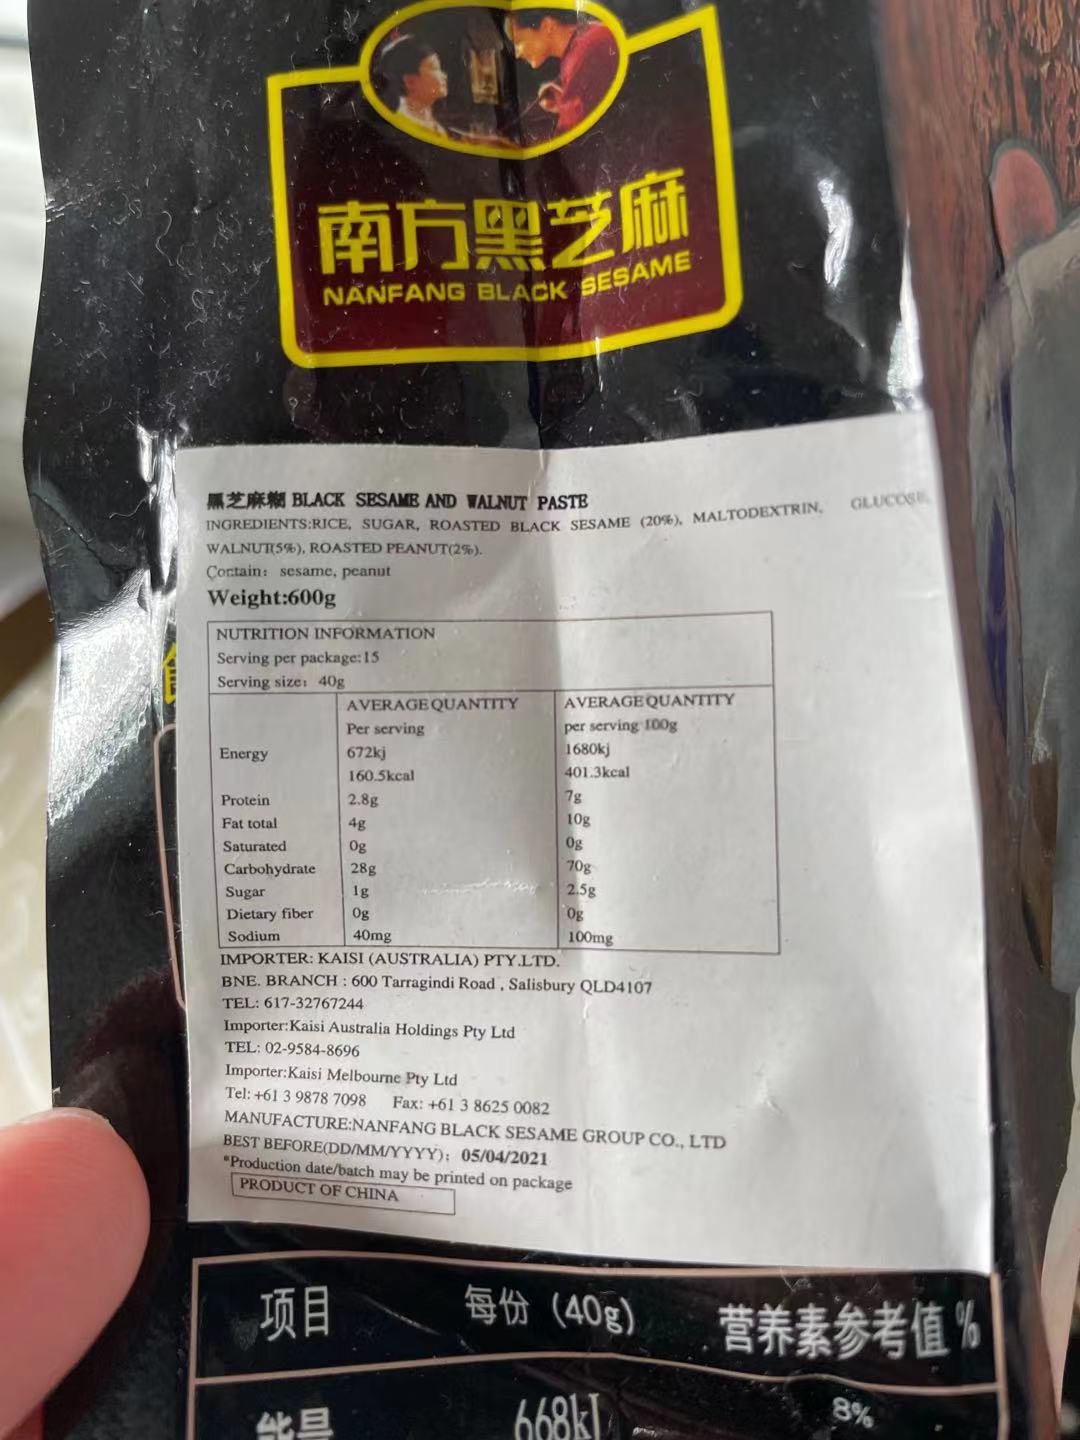 南方黑芝麻
NANFANG BLACK SESAME
黑芝麻糊 BLACK SESAME AND WALNUT PASTE
INGREDIENTS:RICE, SUGAR, ROASTED BLACK SESAME (20%), MALTODEXTRIN, GLUCOSE,
WALNUT(5%), ROASTED PEANUT(2%).
Contain: sesame, peanut
Weight:600g
NUTRITION INFORMATION
Serving per package:15
Serving size: 40g
AVERAGE QUANTITY AVERAGE QUANTITY
Per serving per serving 100g
Energy 672kj 1680kj
160.5kcal 401.3kcal
Protein 2.8g 7g
Fat total 4g 10g
Saturated 0g 0g
Carbohydrate 28g 70g
Sugar 1g 2.5g
Dietary fiber 0g 0g
Sodium 40mg 100mg
IMPORTER: KAISI (AUSTRALIA) PTY.LTD.
BNE. BRANCH : 600 Tarragindi Road , Salisbury QLD4107
TEL: 617-32767244
Importer:Kaisi Australia Holdings Pty Ltd
TEL: 02-9584-8696
Importer:Kaisi Melbourne Pty Ltd
Tel: +61 3 9878 7098 Fax: +61 3 8625 0082
MANUFACTURE:NANFANG BLACK SESAME GROUP CO., LTD
BEST BEFORE(DD/MM/YYYY): 05/04/2021
*Production date/batch may be printed on package
PRODUCT OF CHINA
项目 每份 (40g) 营养素参考值 %
能量 668kJ 8%